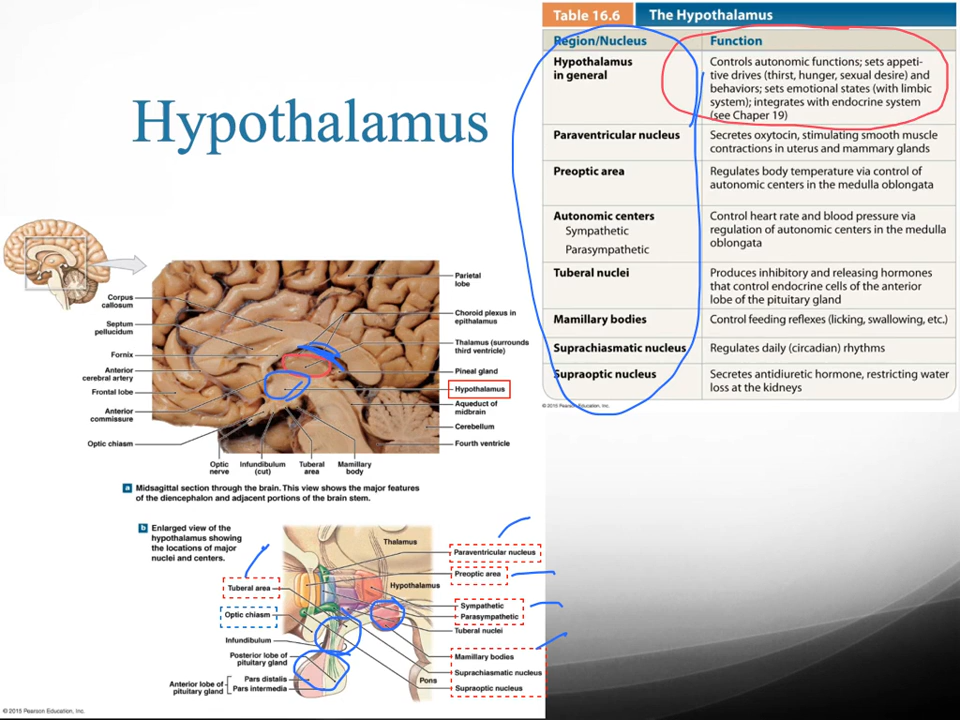 Hypothalamus
Table 16.6 The Hypothalamus
Region/Nucleus Function
Hypothalamus
in general
Controls autonomic functions; sets appeti-
tive drives (thirst, hunger, sexual desire) and
behaviors; sets emotional states (with limbic
system); integrates with endocrine system
(see Chaper 19)
Paraventricular nucleus
Secretes oxytocin, stimulating smooth muscle
contractions in uterus and mammary glands
Preoptic area
Regulates body temperature via control of
autonomic centers in the medulla oblongata
Autonomic centers
Sympathetic
Parasympathetic
Control heart rate and blood pressure via
regulation of autonomic centers in the medulla
oblongata
Tuberal nuclei
Produces inhibitory and releasing hormones
that control endocrine cells of the anterior
lobe of the pituitary gland
Mamillary bodies
Control feeding reflexes (licking, swallowing, etc.)
Suprachiasmatic nucleus
Regulates daily (circadian) rhythms
Supraoptic nucleus
Secretes antidiuretic hormone, restricting water
loss at the kidneys
© 2015 Pearson Education, Inc.
Corpus
callosum
Septum
pellucidum
Fornix
Anterior
cerebral artery
Frontal lobe
Anterior
commissure
Optic chiasm
Optic
nerve
Infundibulum
(cut)
Tuberal
area
Mamillary
body
Parietal
lobe
Choroid plexus in
epithalamus
Thalamus (surrounds
third ventricle)
Pineal gland
Hypothalamus
Aqueduct of
midbrain
Cerebellum
Fourth ventricle
a Midsagittal section through the brain. This view shows the major features
of the diencephalon and adjacent portions of the brain stem.
b Enlarged view of the
hypothalamus showing
the locations of major
nuclei and centers.
Tuberal area
Optic chiasm
Infundibulum
Posterior lobe of
pituitary gland
Anterior lobe of
pituitary gland
Pars distalis
Pars intermedia
Thalamus
Hypothalamus
Pons
Paraventricular nucleus
Preoptic area
Sympathetic
Parasympathetic
Tuberal nuclei
Mamillary bodies
Suprachiasmatic nucleus
Supraoptic nucleus
© 2015 Pearson Education, Inc.